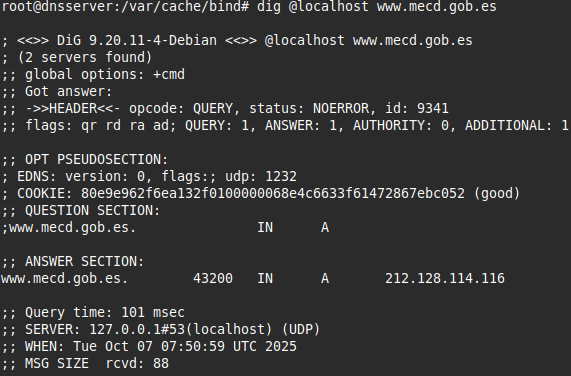 root@dnsserver:/var/cache/bind# dig @localhost www.mecd.gob.es
; <<>> DiG 9.20.11-4-Debian <<>> @localhost www.mecd.gob.es
; (2 servers found)
;; global options: +cmd
;; Got answer:
;; ->>HEADER<<- opcode: QUERY, status: NOERROR, id: 9341
;; flags: qr rd ra ad; QUERY: 1, ANSWER: 1, AUTHORITY: 0, ADDITIONAL: 1
;; OPT PSEUDOSECTION:
; EDNS: version: 0, flags:; udp: 1232
; COOKIE: 80e9e962f6ea132f0100000068e4c6633f61472867ebc052 (good)
;; QUESTION SECTION:
;www.mecd.gob.es. IN A
;; ANSWER SECTION:
www.mecd.gob.es. 43200 IN A 212.128.114.116
;; Query time: 101 msec
;; SERVER: 127.0.0.1#53(localhost) (UDP)
;; WHEN: Tue Oct 07 07:50:59 UTC 2025
;; MSG SIZE rcvd: 88